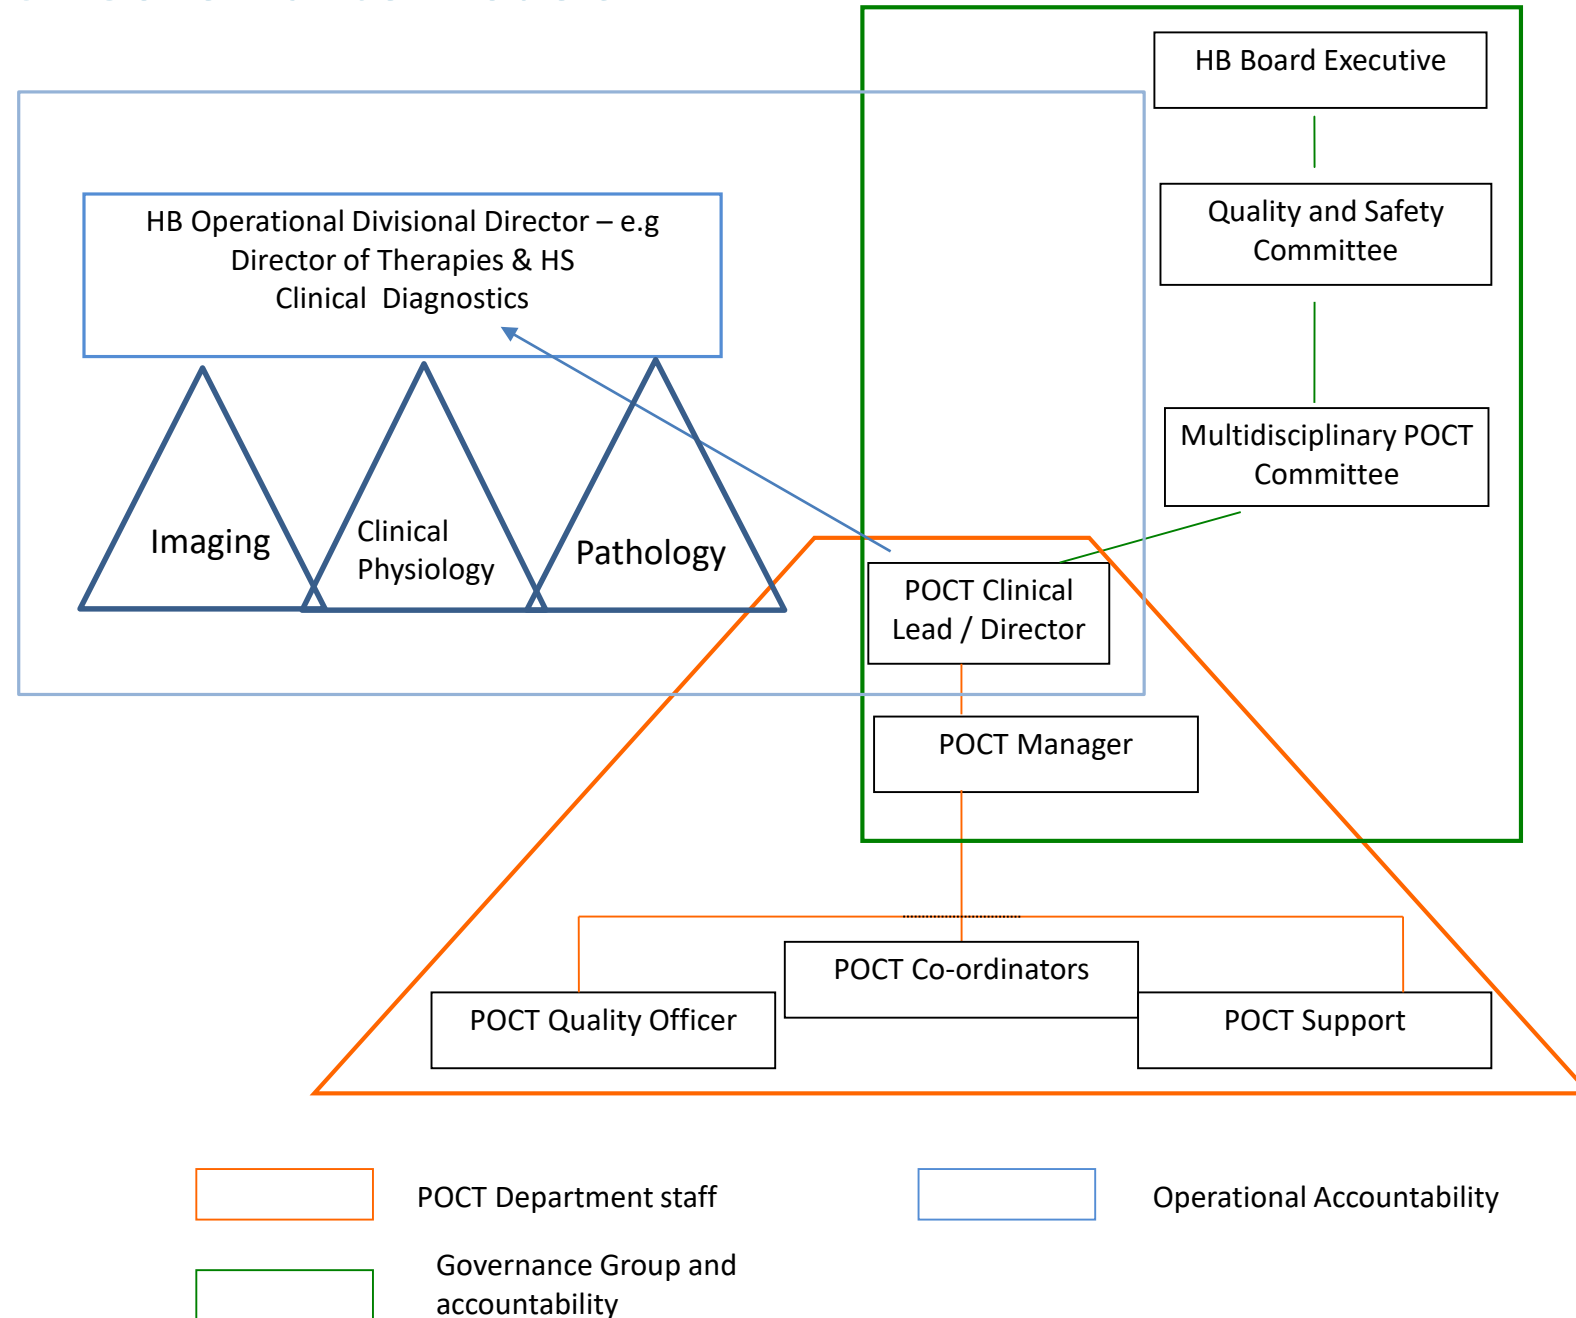 HB Board Executive
HB Operational Divisional Director – e.g
Director of Therapies & HS
Clinical Diagnostics
Quality and Safety
Committee
Multidisciplinary POCT
Committee
Imaging
Clinical
Physiology
Pathology
POCT Clinical
Lead / Director
POCT Manager
POCT Co-ordinators
POCT Quality Officer
POCT Support
POCT Department staff
Operational Accountability
Governance Group and
accountability